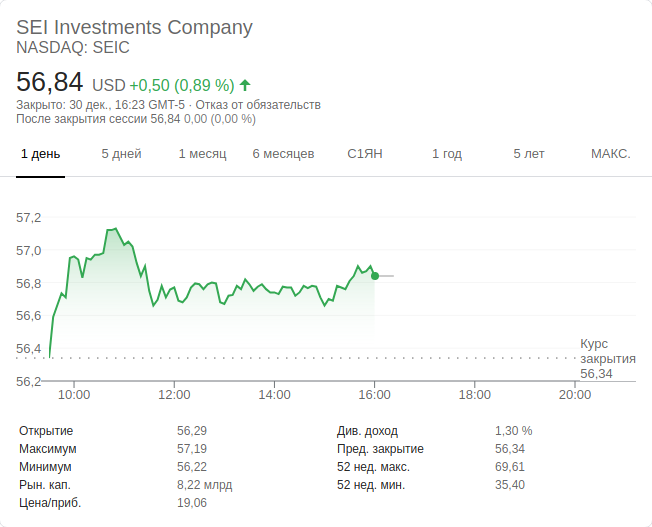 SEI Investments Company
NASDAQ: SEIC
56,84 USD +0,50 (0,89 %)
Закрыто: 30 дек., 16:23 GMT-5 · Отказ от обязательств
После закрытия сессии 56,84 0,00 (0,00 %)
1 день 5 дней 1 месяц 6 месяцев С1ЯН 1 год 5 лет МАКС.
57,2
57,0
56,8
56,6
56,4
56,2
Курс
закрытия
56,34
10:00 12:00 14:00 16:00 18:00 20:00
Открытие 56,29 Див. доход 1,30 %
Максимум 57,19 Пред. закрытие 56,34
Минимум 56,22 52 нед. макс. 69,61
Рын. кап. 8,22 млрд 52 нед. мин. 35,40
Цена/приб. 19,06